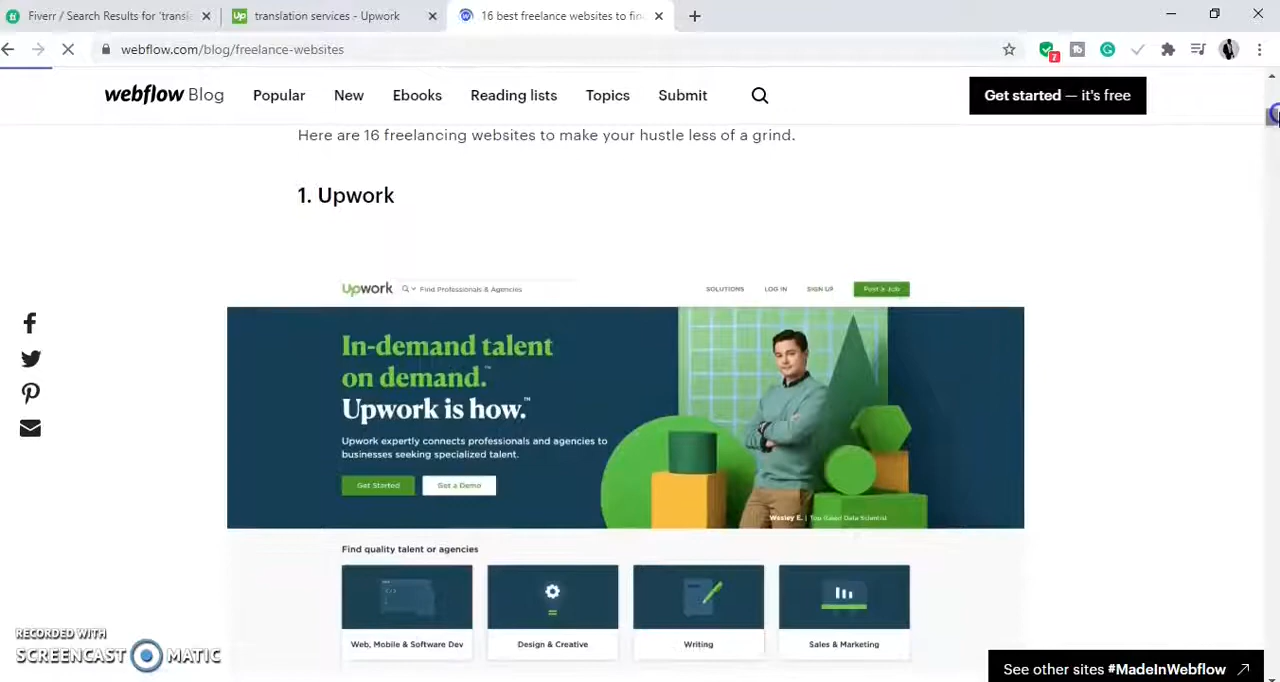 Fiverr / Search Results for 'transl
translation services - Upwork
16 best freelance websites to fin
webflow.com/blog/freelance-websites
7
webflow Blog
Popular
New
Ebooks
Reading lists
Topics
Submit
Get started — it's free
Here are 16 freelancing websites to make your hustle less of a grind.
1. Upwork
Upwork
Find Professionals & Agencies
SOLUTIONS
LOG IN
SIGN UP
Post a Job
In-demand talent
on demand.™
Upwork is how.™
Upwork expertly connects professionals and agencies to
businesses seeking specialized talent.
Get Started
Get a Demo
Wesley E. | Top Rated Data Scientist
Find quality talent or agencies
Web, Mobile & Software Dev
Design & Creative
Writing
Sales & Marketing
RECORDED WITH
SCREENCAST MATIC
See other sites #MadeInWebflow